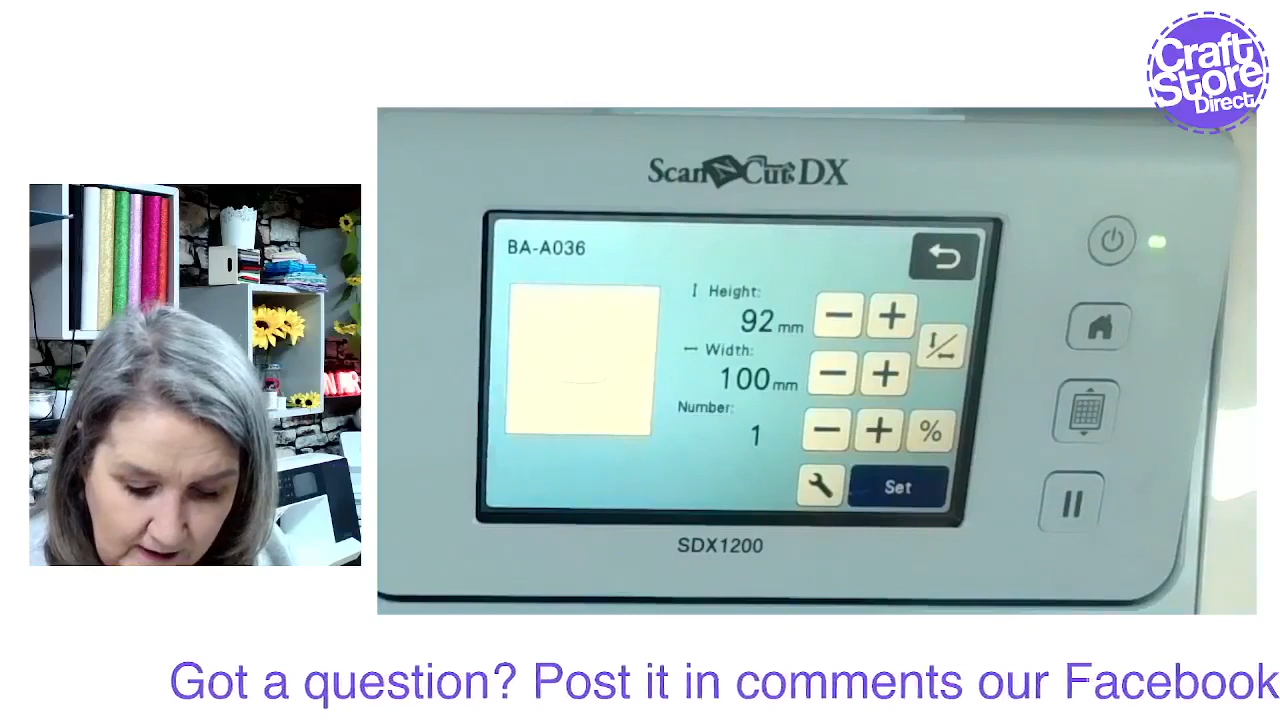 Craft
Store
Direct
ScanNCut DX
BA-A036
Height:
92 mm
Width:
100 mm
Number:
1
%
Set
SDX1200
Got a question? Post it in comments our Facebook